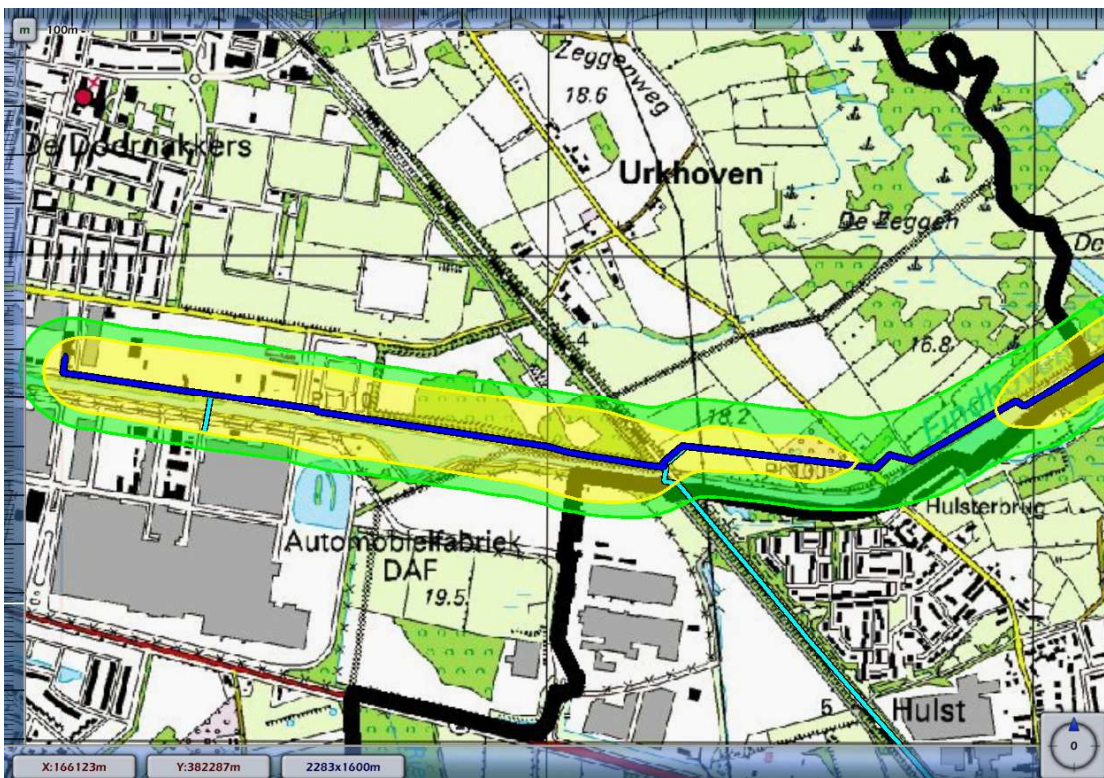 m 100m
Zeggenweg
18.6
De Doornakkers
Urkhoven
De Zeggen
De
16.8
18.2
Hulsterbrug
Automobielfabriek
DAF
19.5
5
Hulst
0
X:166123m Y:382287m 2283x1600m